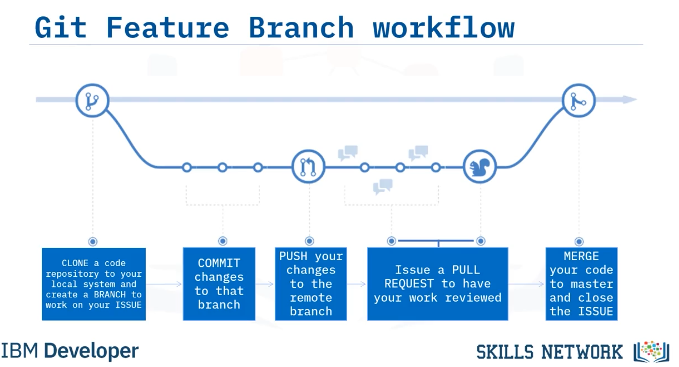 Git Feature Branch workflow
CLONE a code
repository to your
local system and
create a BRANCH to
work on your ISSUE
COMMIT
changes
to that
branch
PUSH your
changes
to the
remote
branch
Issue a PULL
REQUEST to have
your work reviewed
MERGE
your code
to master
and close
the ISSUE
IBM Developer
SKILLS NETWORK